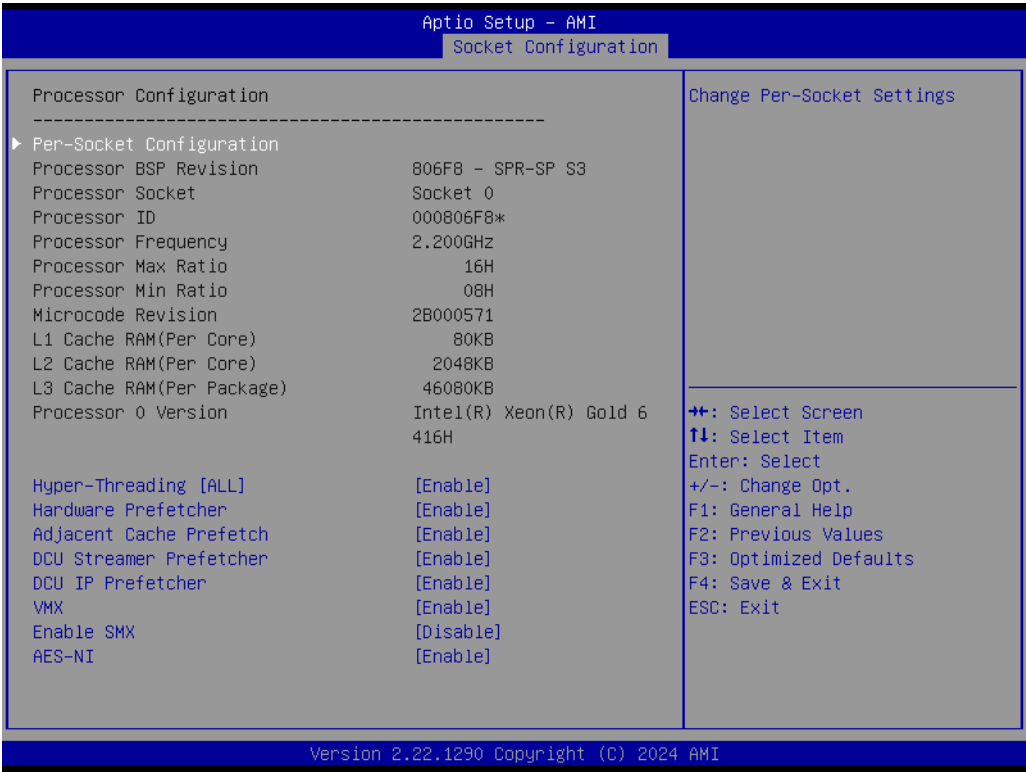 Aptio Setup – AMI
Socket Configuration
Processor Configuration
--------------------------------------------------
Per-Socket Configuration
Processor BSP Revision 806F8 - SPR-SP S3
Processor Socket Socket 0
Processor ID 000806F8*
Processor Frequency 2.200GHz
Processor Max Ratio 16H
Processor Min Ratio 08H
Microcode Revision 2B000571
L1 Cache RAM(Per Core) 80KB
L2 Cache RAM(Per Core) 2048KB
L3 Cache RAM(Per Package) 46080KB
Processor 0 Version Intel(R) Xeon(R) Gold 6
416H
Hyper-Threading [ALL] [Enable]
Hardware Prefetcher [Enable]
Adjacent Cache Prefetch [Enable]
DCU Streamer Prefetcher [Enable]
DCU IP Prefetcher [Enable]
VMX [Enable]
Enable SMX [Disable]
AES-NI [Enable]
Change Per-Socket Settings
→←: Select Screen
↑↓: Select Item
Enter: Select
+/-: Change Opt.
F1: General Help
F2: Previous Values
F3: Optimized Defaults
F4: Save & Exit
ESC: Exit
Version 2.22.1290 Copyright (C) 2024 AMI